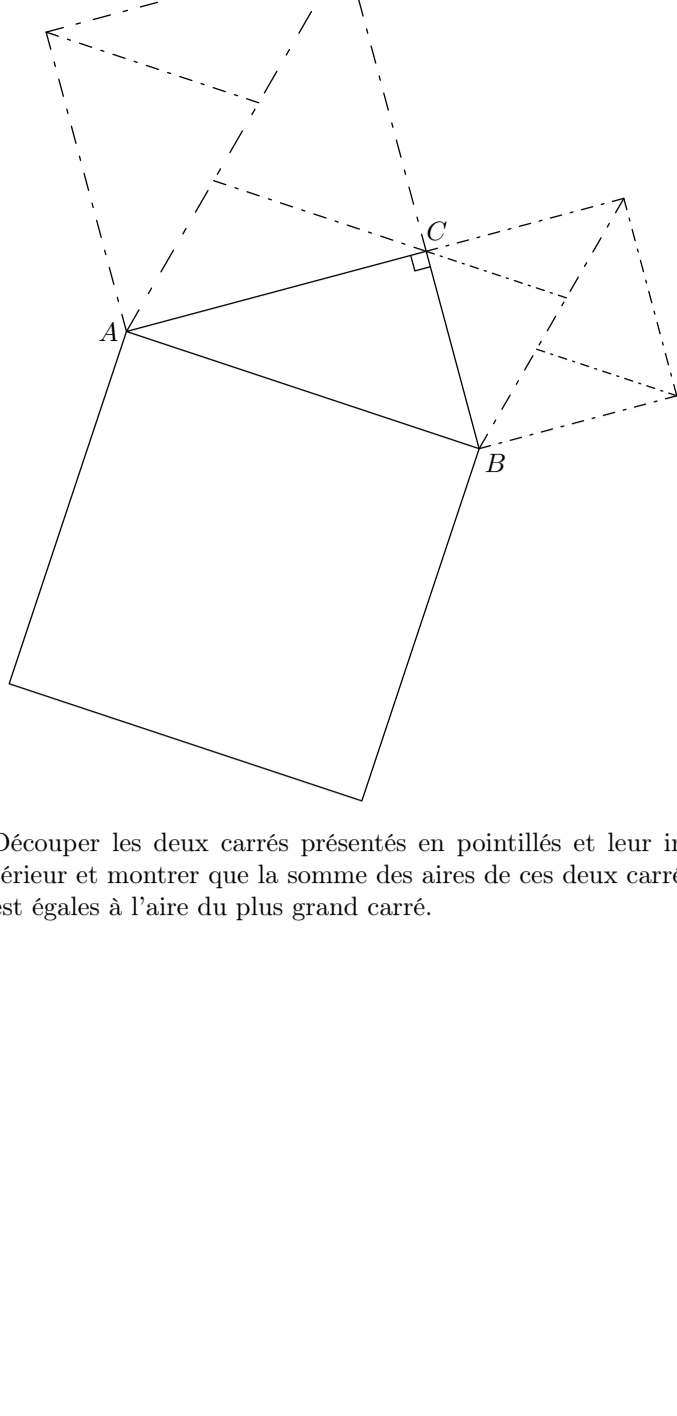 C
A
B
Découper les deux carrés présentés en pointillés et leur
érieur et montrer que la somme des aires de ces deux carré
est égales à l'aire du plus grand carré.